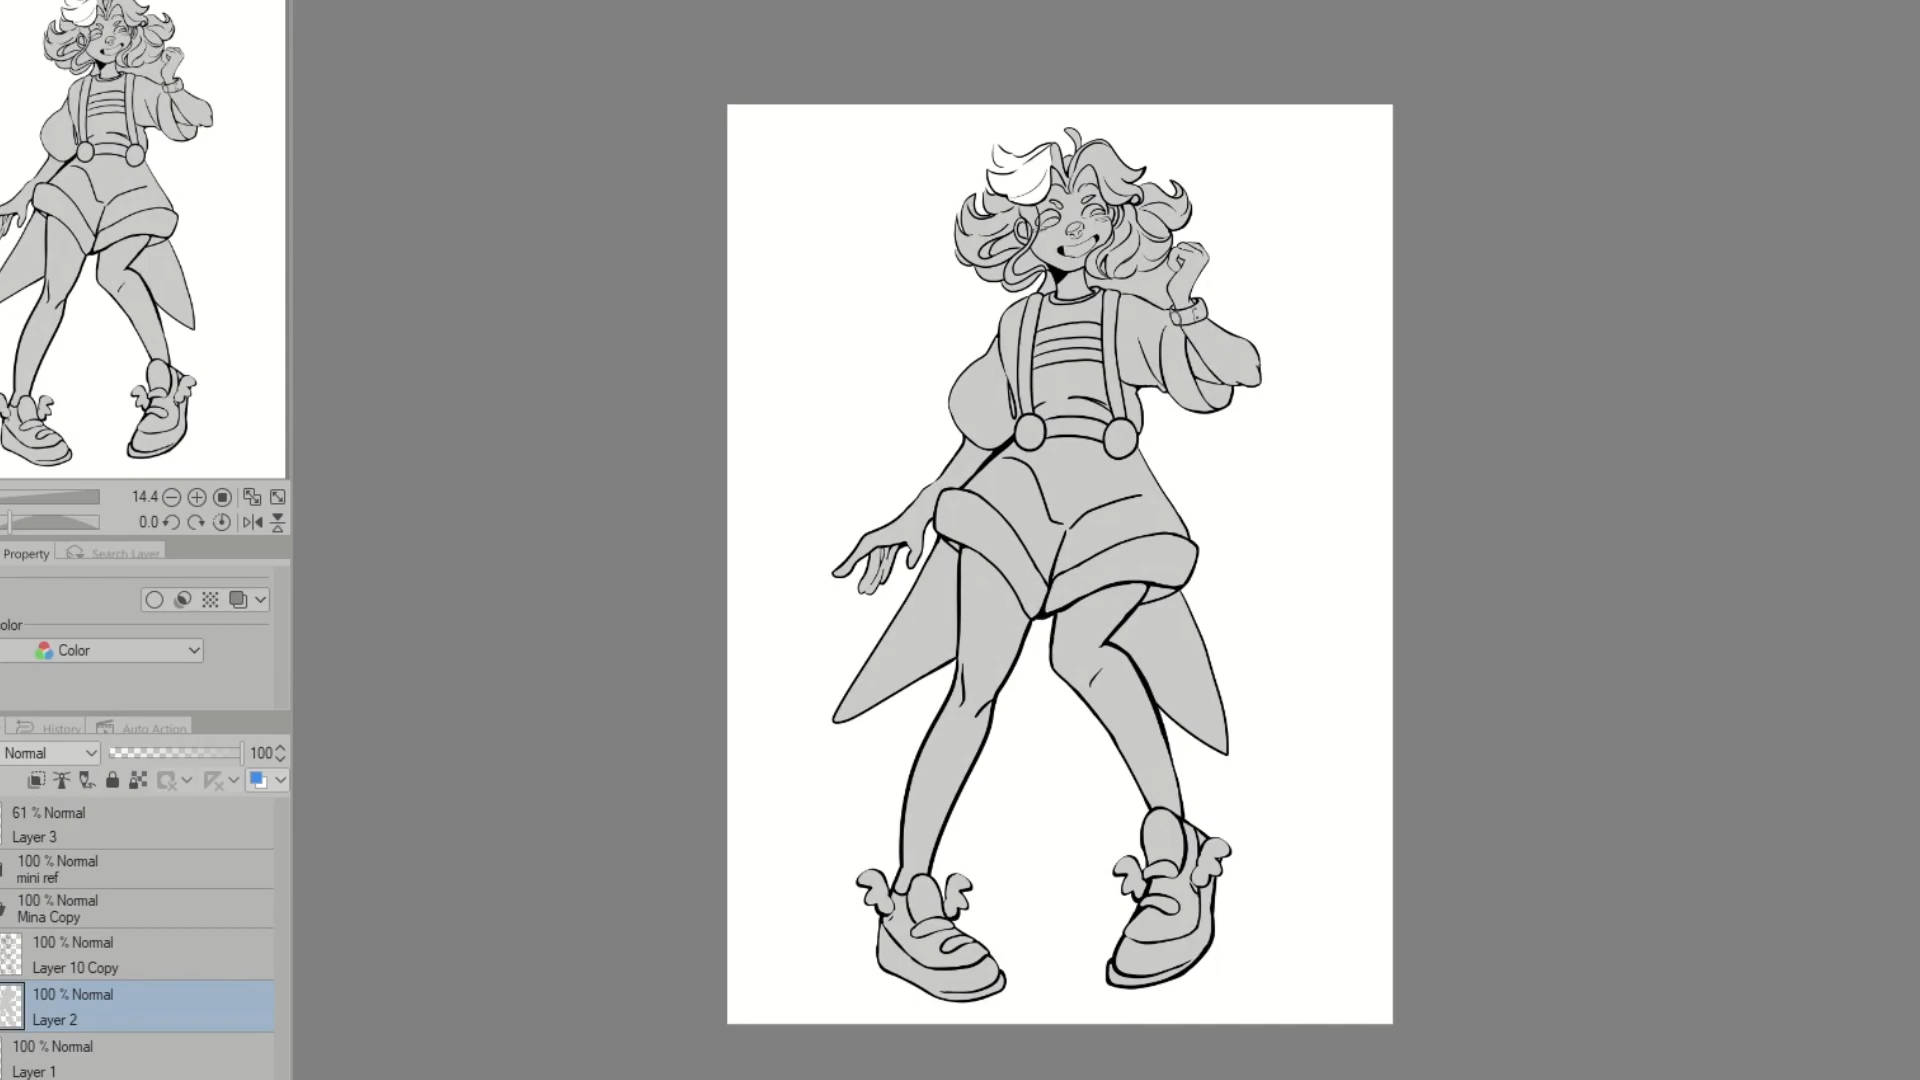 14.4
0.0
Property
Search Layer
olor
Color
History
Auto Action
Normal
100
61 % Normal
Layer 3
100 % Normal
mini ref
100 % Normal
Mina Copy
100 % Normal
Layer 10 Copy
100 % Normal
Layer 2
100 % Normal
Layer 1